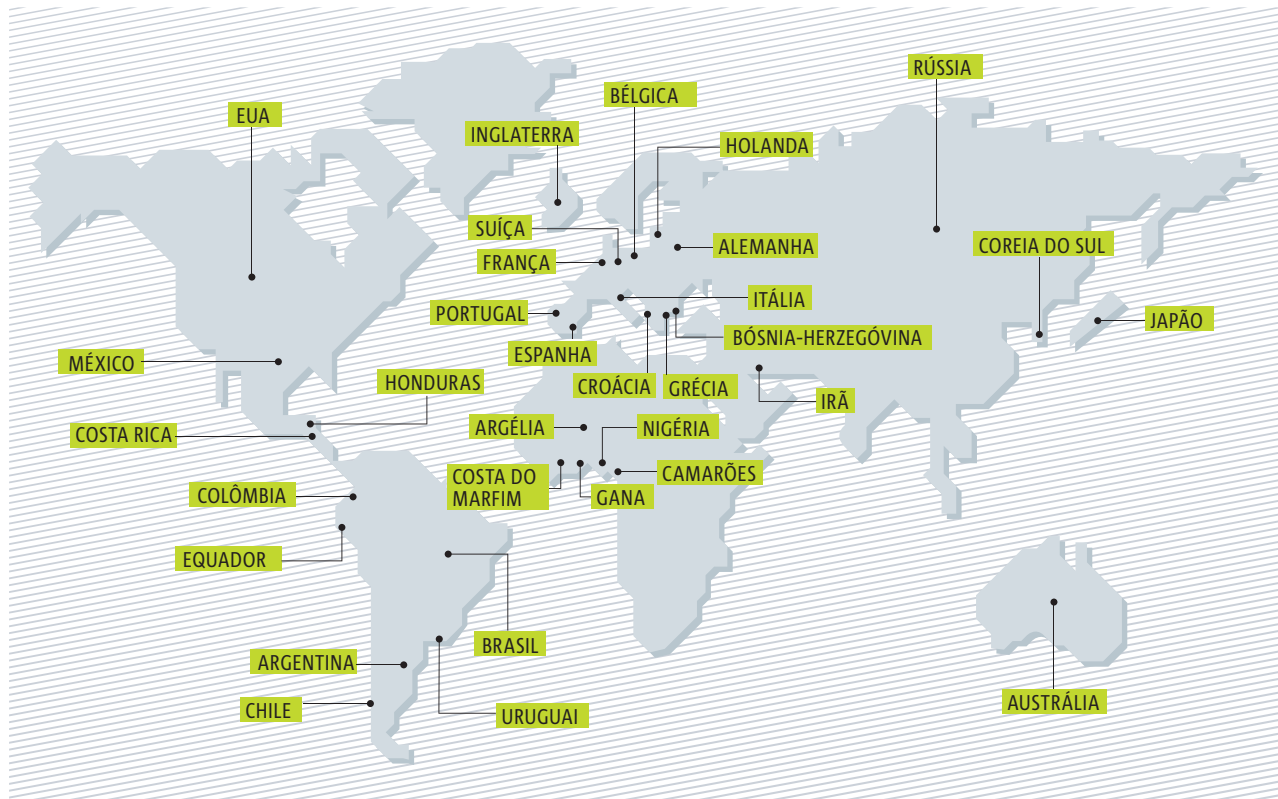 RÚSSIA
BÉLGICA
EUA
INGLATERRA
HOLANDA
SUÍÇA
ALEMANHA
COREIA DO SUL
FRANÇA
ITÁLIA
PORTUGAL
JAPÃO
BÓSNIA-HERZEGÓVINA
ESPANHA
MÉXICO
HONDURAS
CROÁCIA
GRÉCIA
IRÃ
COSTA RICA
ARGÉLIA
NIGÉRIA
COSTA DO
MARFIM
CAMARÕES
COLÔMBIA
GANA
EQUADOR
BRASIL
ARGENTINA
CHILE
URUGUAI
AUSTRÁLIA